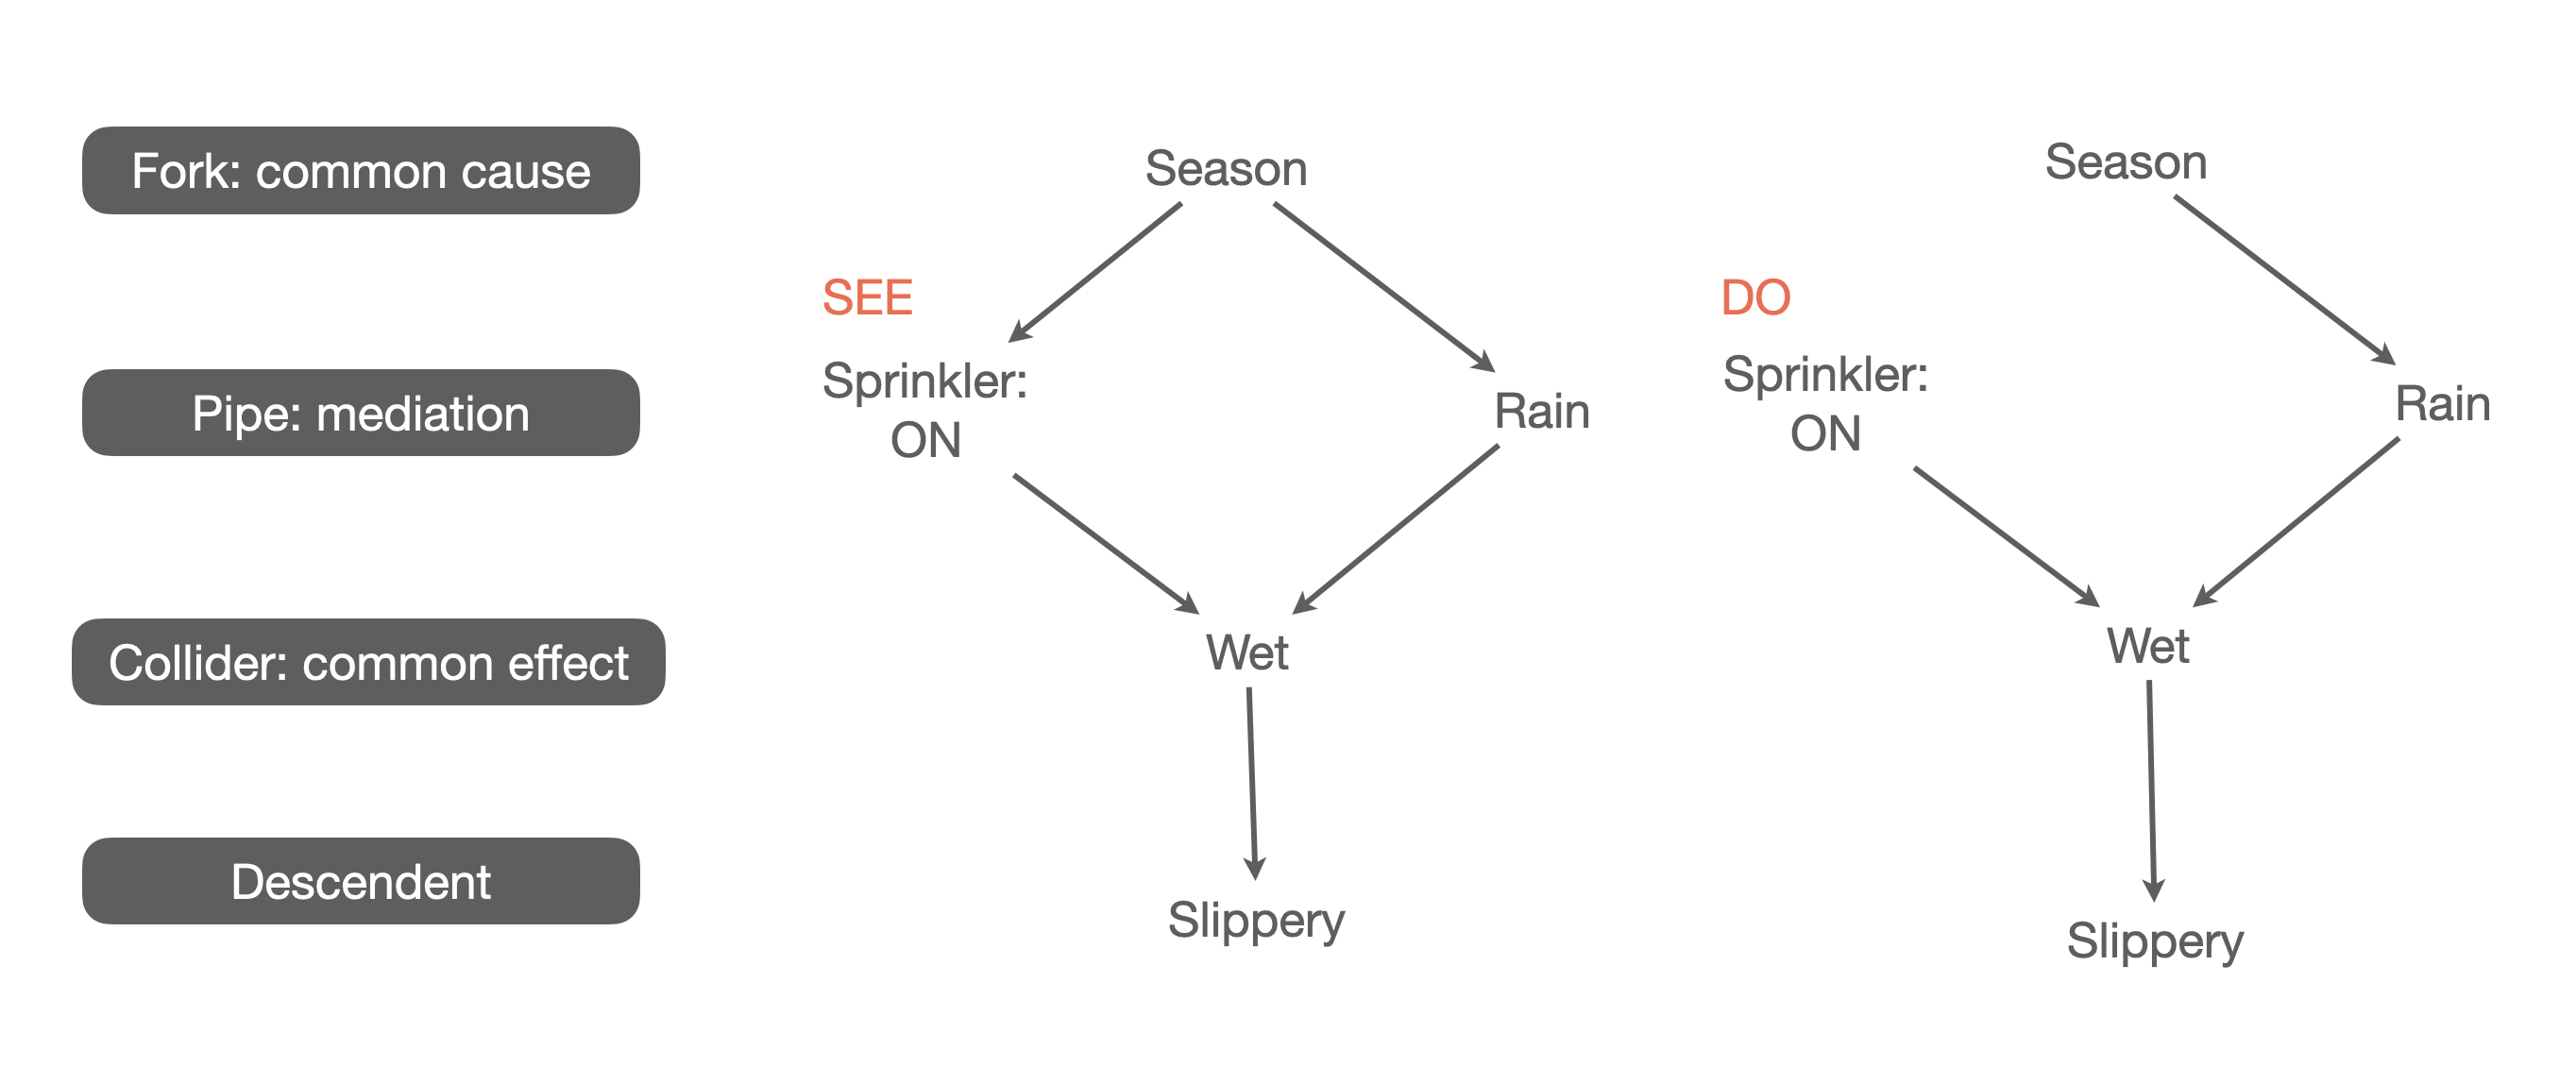 Fork: common cause
Pipe: mediation
Collider: common effect
Descendent
Season
SEE
Sprinkler:
ON
Rain
Wet
Slippery
Season
DO
Sprinkler:
ON
Rain
Wet
Slippery